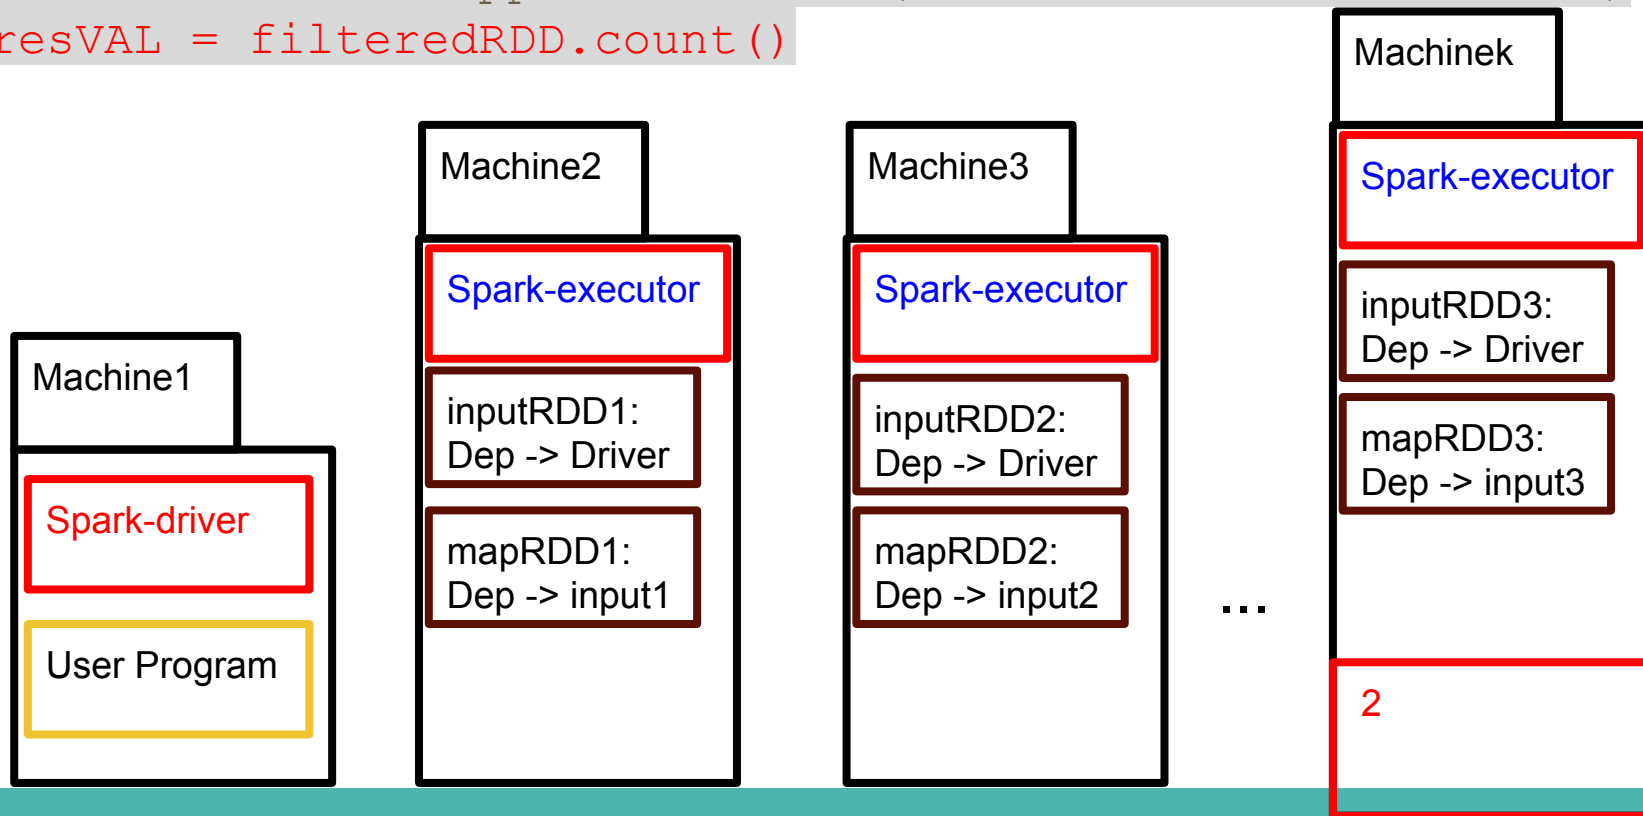 resVAL = filteredRDD.count()
Machine1
Spark-driver
User Program
Machine2
Spark-executor
inputRDD1:
Dep -> Driver
mapRDD1:
Dep -> input1
Machine3
Spark-executor
inputRDD2:
Dep -> Driver
mapRDD2:
Dep -> input2
...
Machinek
Spark-executor
inputRDD3:
Dep -> Driver
mapRDD3:
Dep -> input3
2